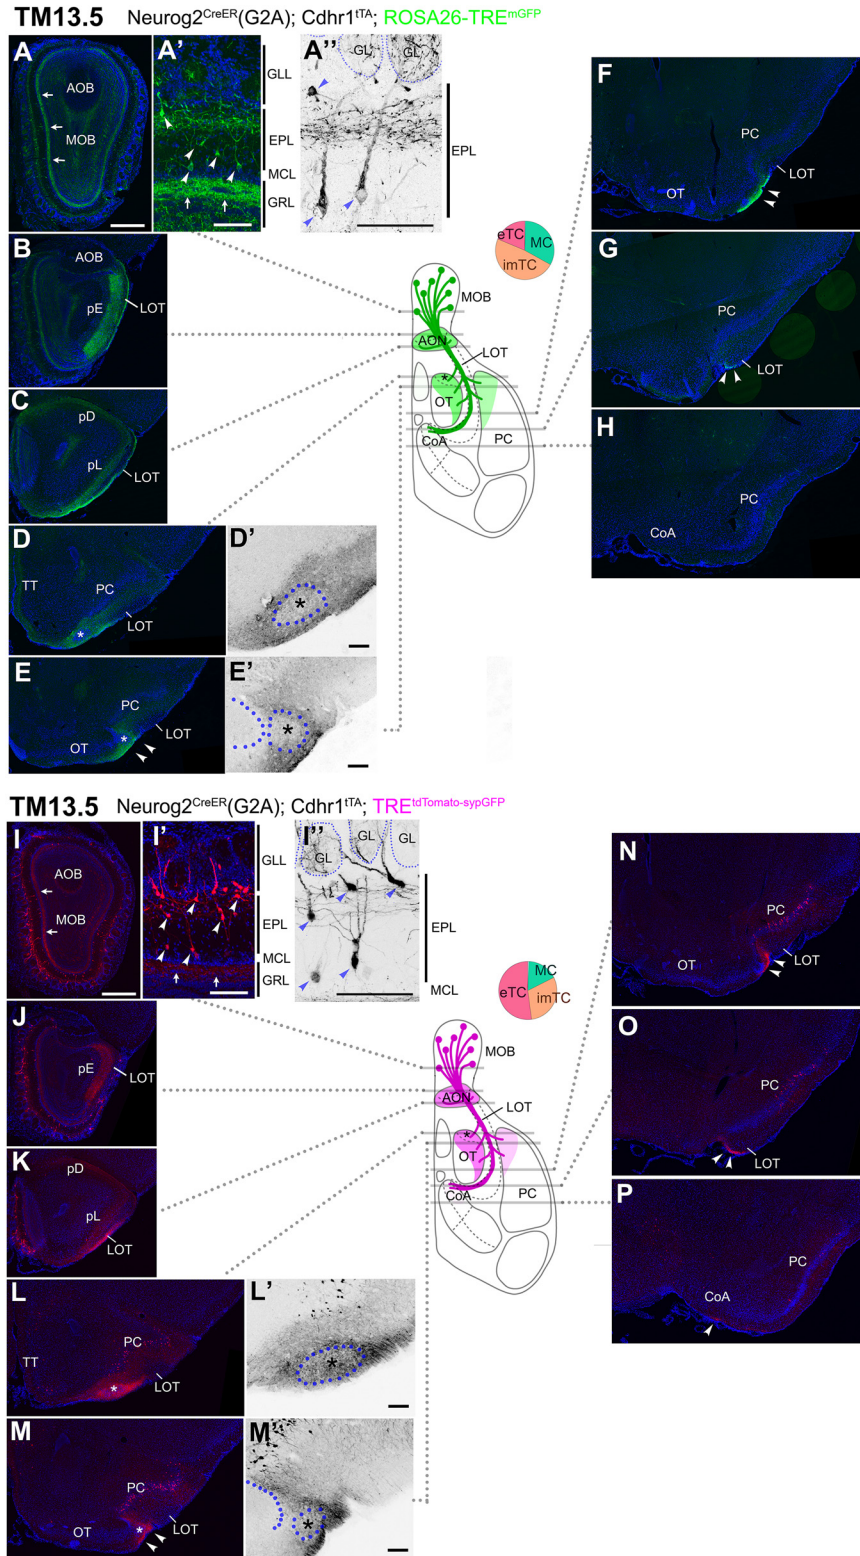 TM13.5 Neurog2CreER(G2A); Cdhr1tTA; ROSA26-TREmGFP
A
AOB
MOB
A'
GLL
EPL
MCL
GRL
A''
GL
GL
EPL
B
AOB
pE
LOT
C
pD
pL
LOT
D
TT
PC
LOT
*
D'
*
E
PC
LOT
OT
*
E'
*
eTC
MC
imTC
MOB
AON
LOT
*
OT
CoA
PC
F
PC
LOT
OT
G
PC
LOT
H
PC
CoA
TM13.5 Neurog2CreER(G2A); Cdhr1tTA; TREtdTomato-sypGFP
I
AOB
MOB
I'
GLL
EPL
MCL
GRL
I''
GL
GL
GL
EPL
MCL
J
pE
LOT
K
pD
pL
LOT
L
PC
TT
LOT
*
L'
*
M
PC
OT
LOT
*
M'
*
MC
eTC
imTC
MOB
AON
LOT
*
OT
CoA
PC
N
PC
LOT
OT
O
PC
LOT
P
PC
CoA